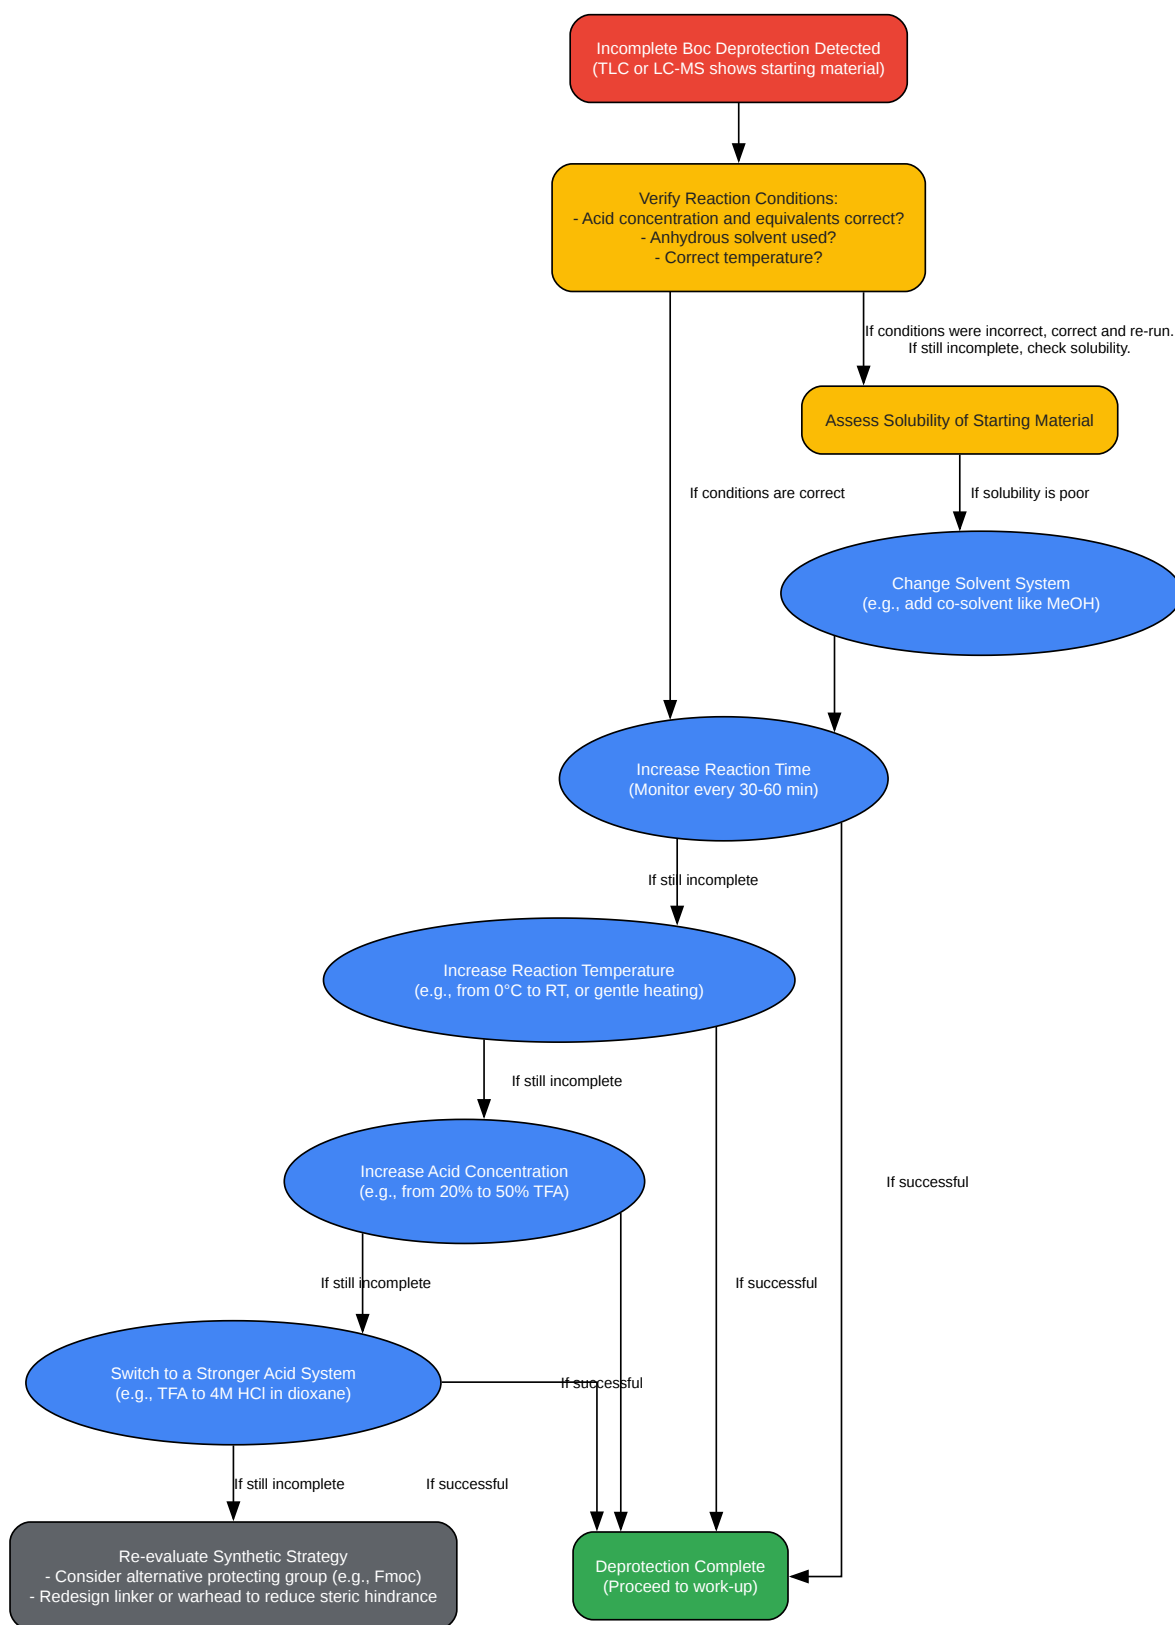 Incomplete Boc Deprotection Detected
(TLC or LC-MS shows starting material)
Verify Reaction Conditions:
- Acid concentration and equivalents correct?
- Anhydrous solvent used?
- Correct temperature?
If conditions were incorrect, correct and re-run.
If still incomplete, check solubility.
Assess Solubility of Starting Material
If conditions are correct
If solubility is poor
Change Solvent System
(e.g., add co-solvent like MeOH)
Increase Reaction Time
(Monitor every 30-60 min)
If still incomplete
Increase Reaction Temperature
(e.g., from 0°C to RT, or gentle heating)
If still incomplete
Increase Acid Concentration
(e.g., from 20% to 50% TFA)
If successful
If still incomplete
If successful
Switch to a Stronger Acid System
(e.g., TFA to 4M HCl in dioxane)
If successful
If still incomplete
If successful
Re-evaluate Synthetic Strategy
- Consider alternative protecting group (e.g., Fmoc)
- Redesign linker or warhead to reduce steric hindrance
Deprotection Complete
(Proceed to work-up)